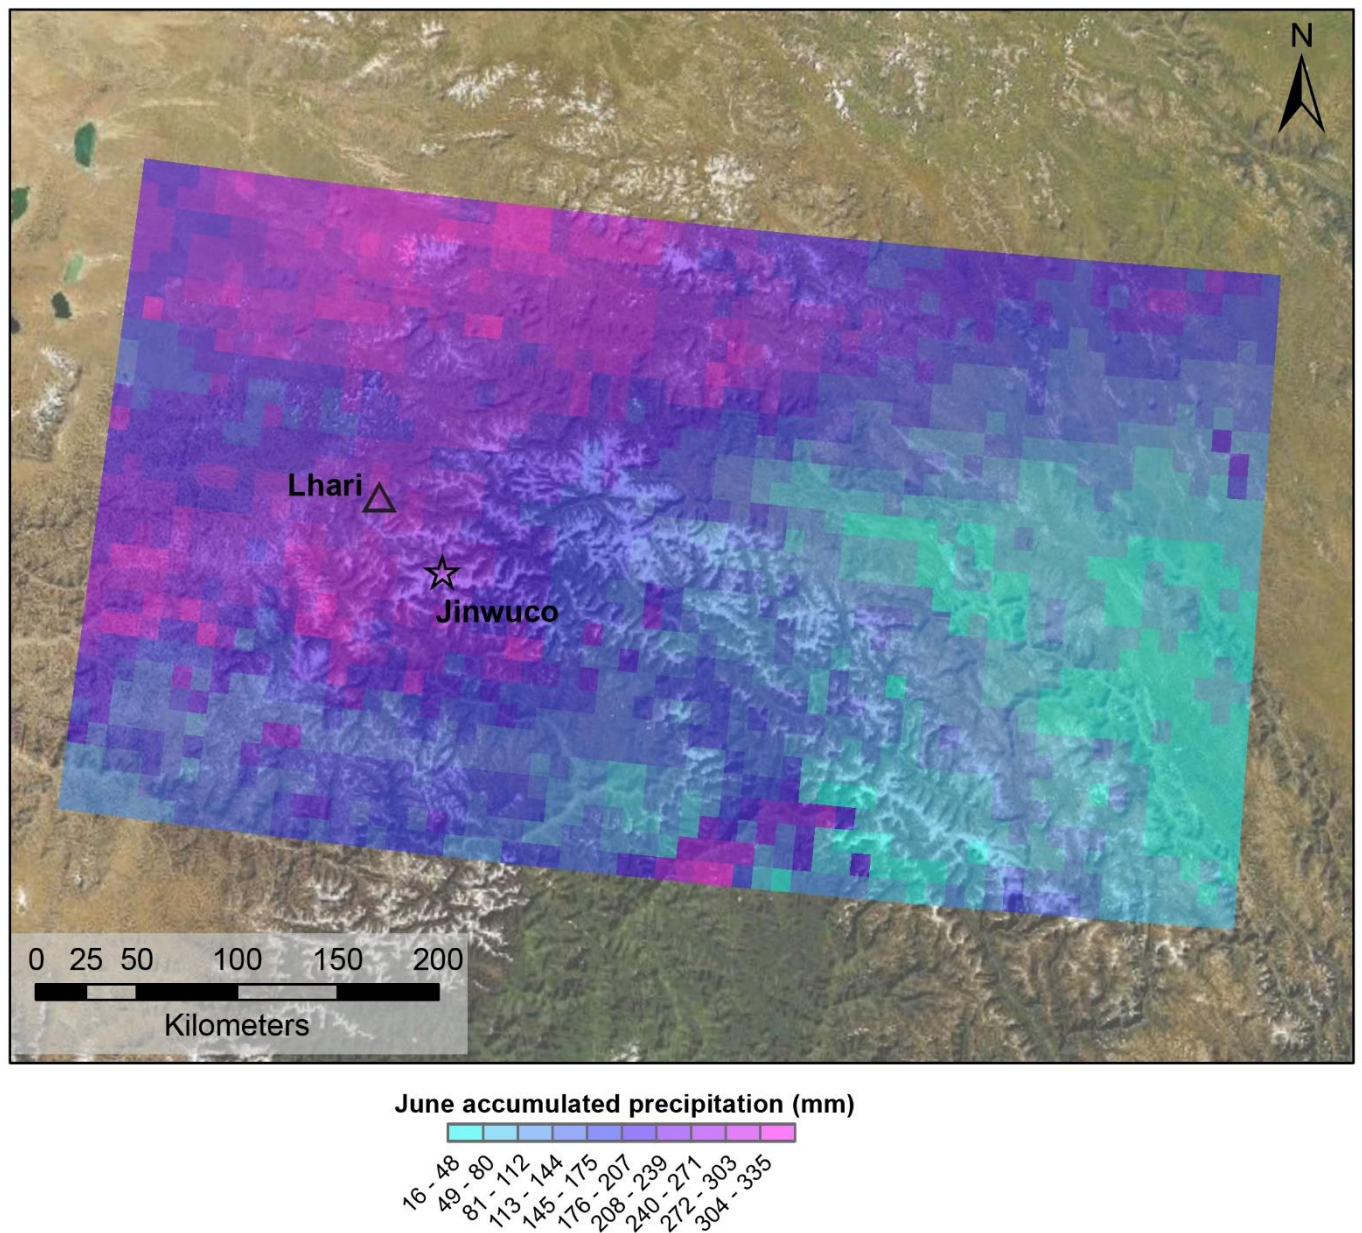 N
Lhari
Jinwuco
0 25 50 100 150 200
Kilometers
June accumulated precipitation (mm)
16 - 48
49 - 80
81 - 112
113 - 144
145 - 175
176 - 207
208 - 239
240 - 271
272 - 303
304 - 335